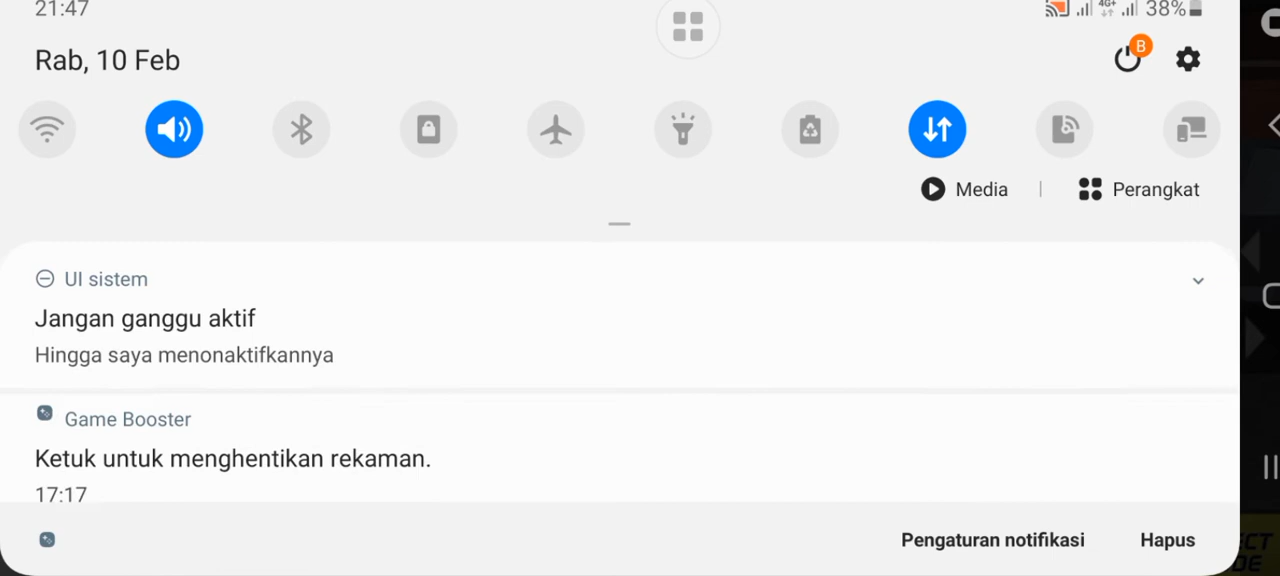 21:47
4G+
38%
Rab, 10 Feb
B
Media
Perangkat
UI sistem
Jangan ganggu aktif
Hingga saya menonaktifkannya
Game Booster
Ketuk untuk menghentikan rekaman.
17:17
Pengaturan notifikasi
Hapus